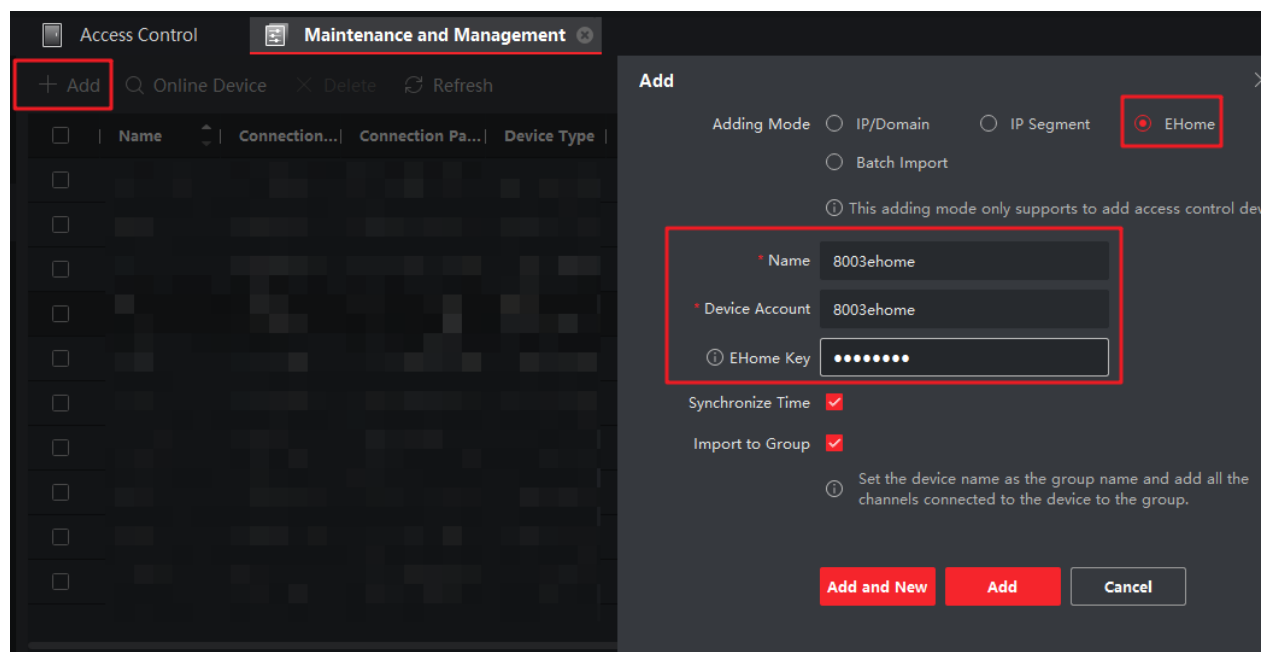 Access Control
Maintenance and Management
Add
Online Device
Delete
Refresh
Name
Connection...
Connection Pa...
Device Type
Add
Adding Mode
IP/Domain
IP Segment
EHome
Batch Import
This adding mode only supports to add access control dev
* Name 8003ehome
* Device Account 8003ehome
EHome Key ••••••••
Synchronize Time
Import to Group
Set the device name as the group name and add all the
channels connected to the device to the group.
Add and New
Add
Cancel